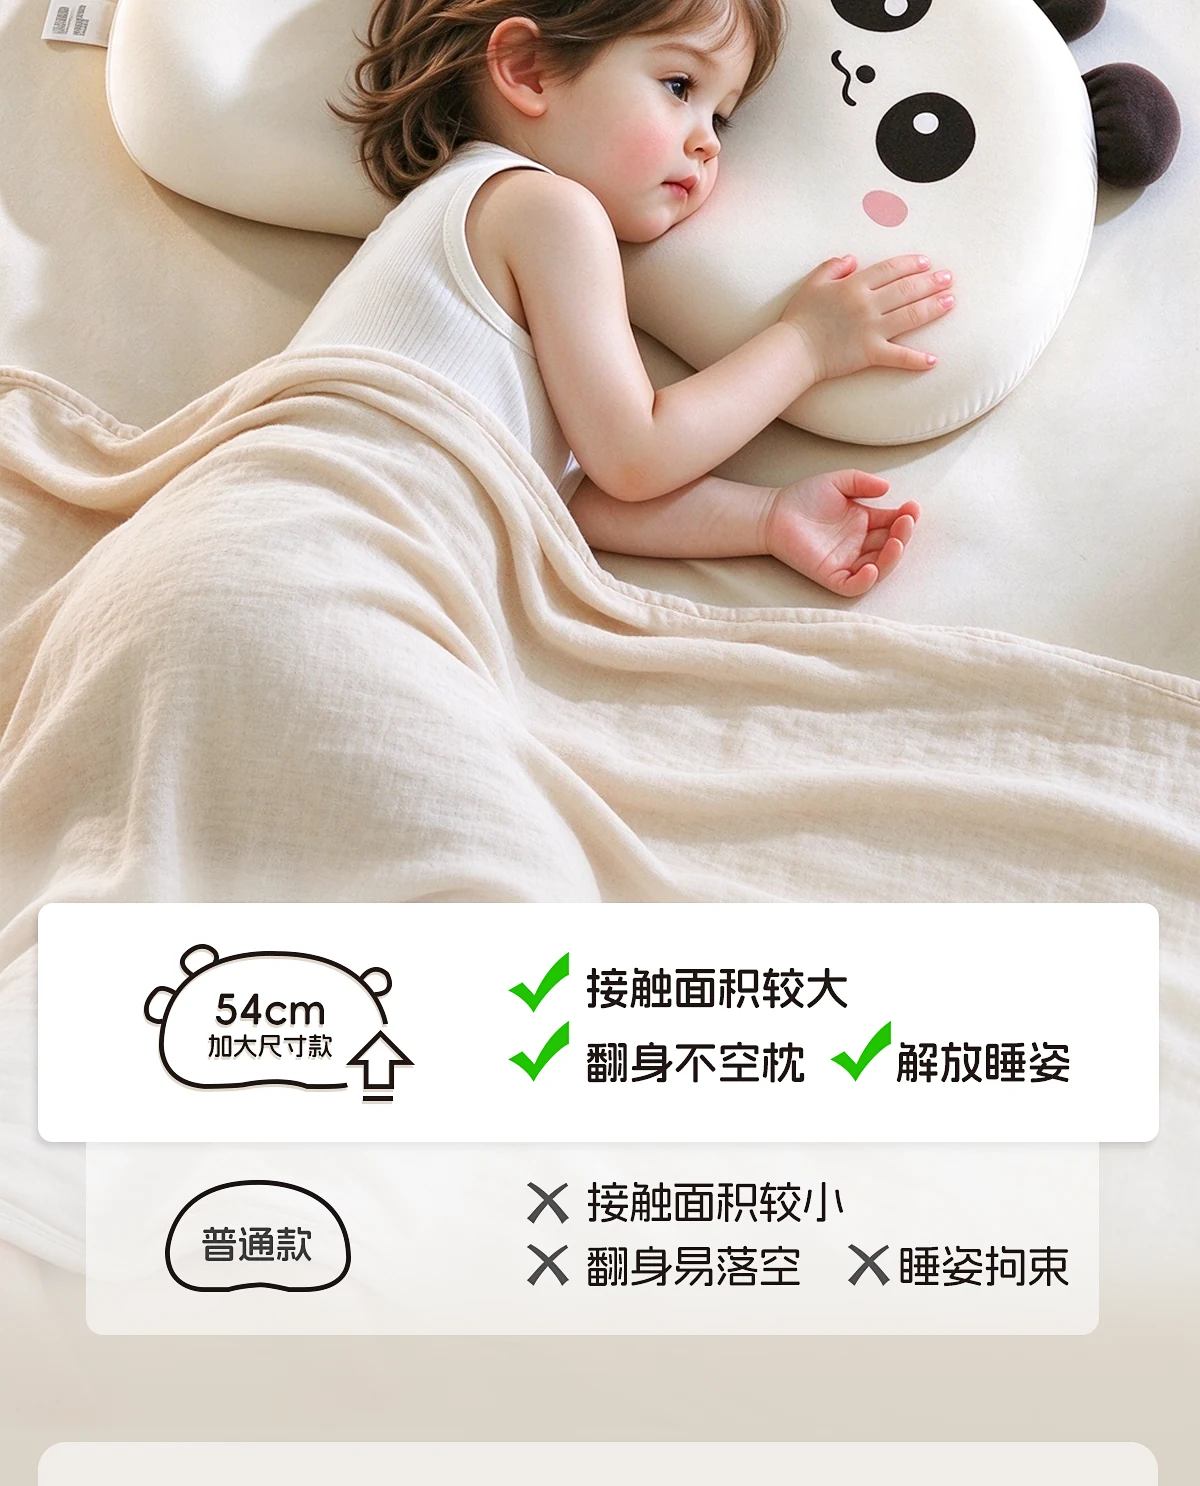 54cm
加大尺寸款
接触面积较大
翻身不空枕 解放睡姿
普通款
接触面积较小
翻身易落空 睡姿拘束